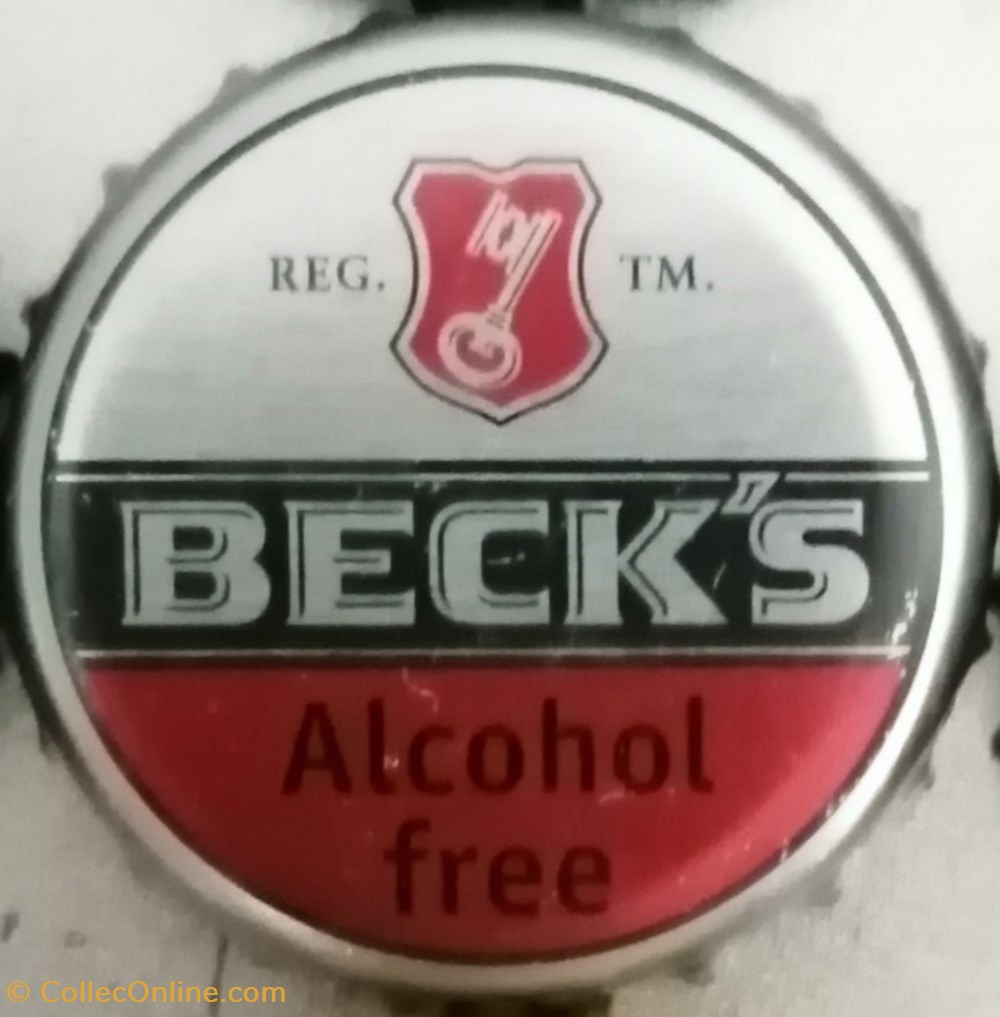 REG. TM.
BECK'S
Alcohol
free
© CollecOnline.com